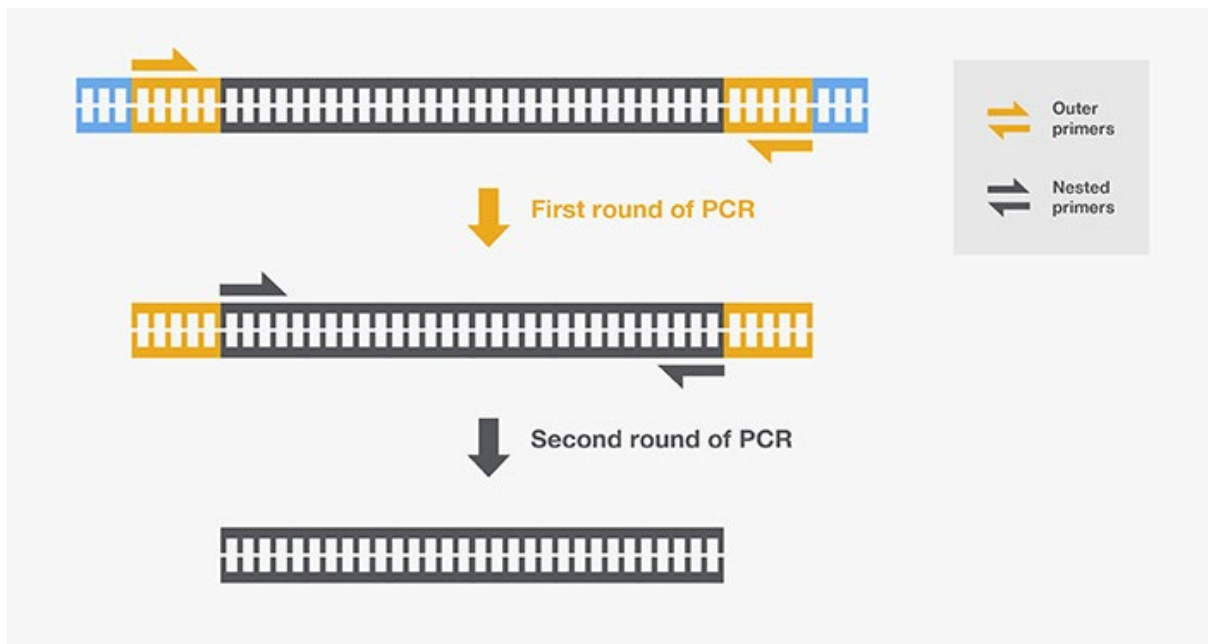 Outer
primers
First round of PCR
Nested
primers
Second round of PCR